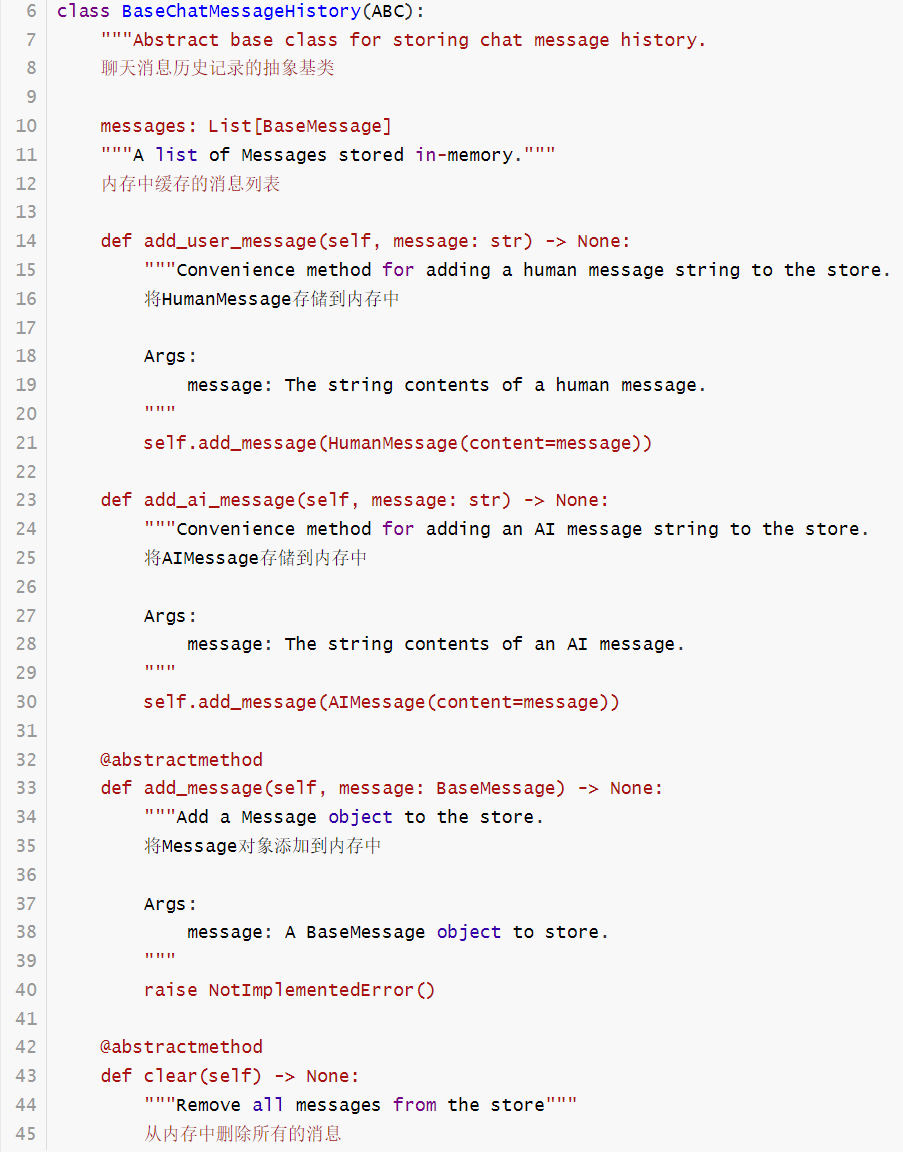 6 class BaseChatMessageHistory(ABC):
7     """Abstract base class for storing chat message history.
8     聊天消息历史记录的抽象基类
9
10     messages: List[BaseMessage]
11     """A list of Messages stored in-memory."""
12     内存中缓存的消息列表
13
14     def add_user_message(self, message: str) -> None:
15         """Convenience method for adding a human message string to the store.
16         将HumanMessage存储到内存中
17
18         Args:
19             message: The string contents of a human message.
20         """
21         self.add_message(HumanMessage(content=message))
22
23     def add_ai_message(self, message: str) -> None:
24         """Convenience method for adding an AI message string to the store.
25         将AIMessage存储到内存中
26
27         Args:
28             message: The string contents of an AI message.
29         """
30         self.add_message(AIMessage(content=message))
31
32     @abstractmethod
33     def add_message(self, message: BaseMessage) -> None:
34         """Add a Message object to the store.
35         将Message对象添加到内存中
36
37         Args:
38             message: A BaseMessage object to store.
39         """
40         raise NotImplementedError()
41
42     @abstractmethod
43     def clear(self) -> None:
44         """Remove all messages from the store"""
45         从内存中删除所有的消息